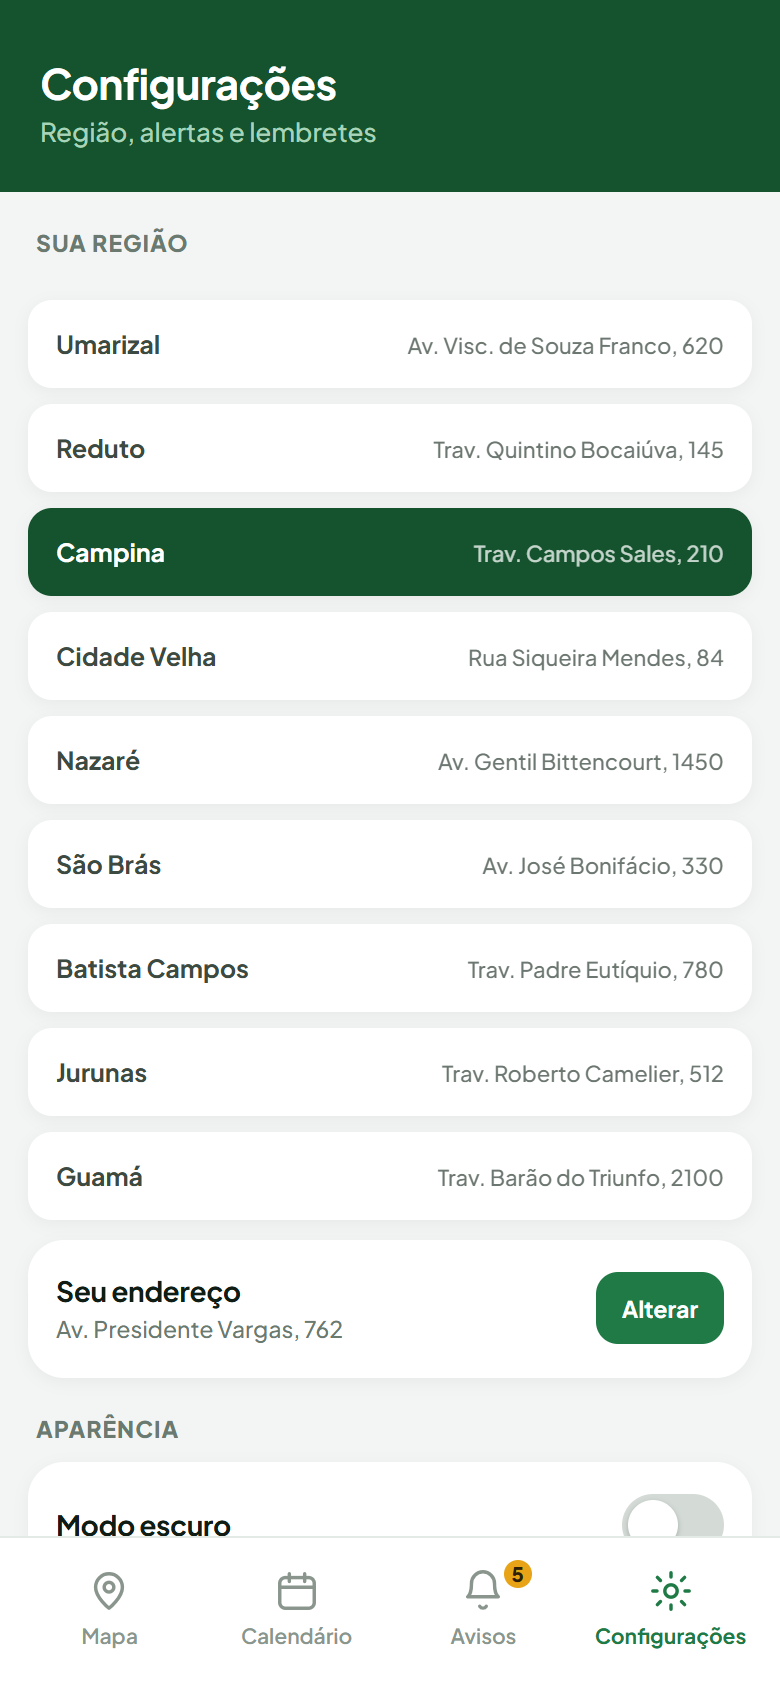 Configurações
Região, alertas e lembretes
SUA REGIÃO
Umarizal Av. Visc. de Souza Franco, 620
Reduto Trav. Quintino Bocaiúva, 145
Campina Trav. Campos Sales, 210
Cidade Velha Rua Siqueira Mendes, 84
Nazaré Av. Gentil Bittencourt, 1450
São Brás Av. José Bonifácio, 330
Batista Campos Trav. Padre Eutíquio, 780
Jurunas Trav. Roberto Camelier, 512
Guamá Trav. Barão do Triunfo, 2100
Seu endereço
Av. Presidente Vargas, 762
Alterar
APARÊNCIA
Modo escuro
5
Mapa Calendário Avisos Configurações